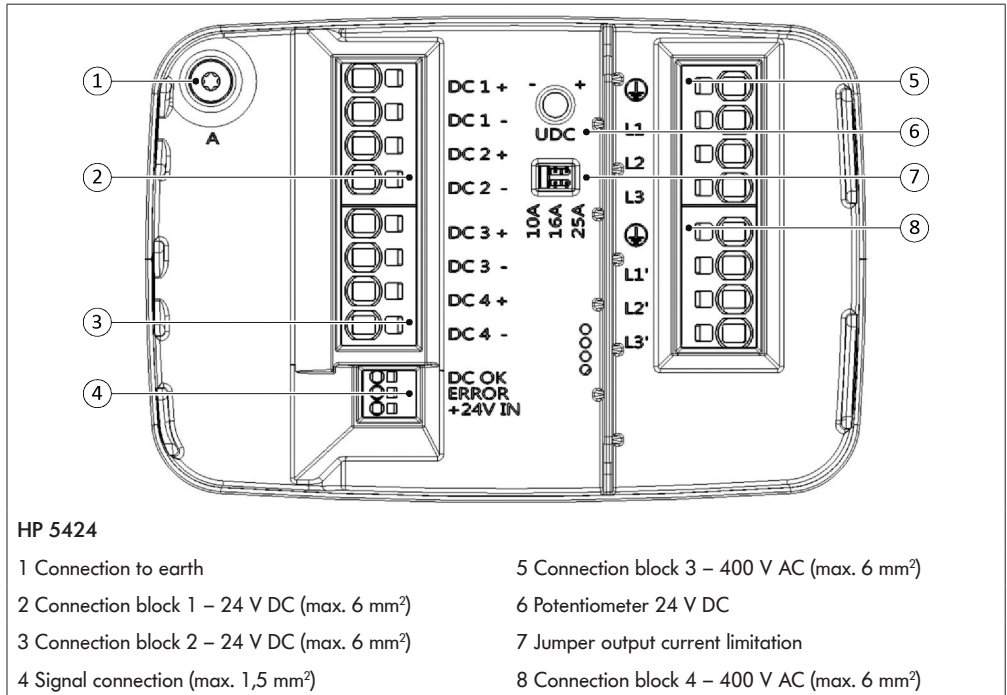 1
A
2
3
4
DC 1 +
DC 1 -
DC 2 +
DC 2 -
DC 3 +
DC 3 -
DC 4 +
DC 4 -
DC OK
ERROR
+24V IN
- +
UDC
10A
16A
25A
L1
L2
L3
L1'
L2'
L3'
5
6
7
8
HP 5424
1 Connection to earth
2 Connection block 1 – 24 V DC (max. 6 mm²)
3 Connection block 2 – 24 V DC (max. 6 mm²)
4 Signal connection (max. 1,5 mm²)
5 Connection block 3 – 400 V AC (max. 6 mm²)
6 Potentiometer 24 V DC
7 Jumper output current limitation
8 Connection block 4 – 400 V AC (max. 6 mm²)